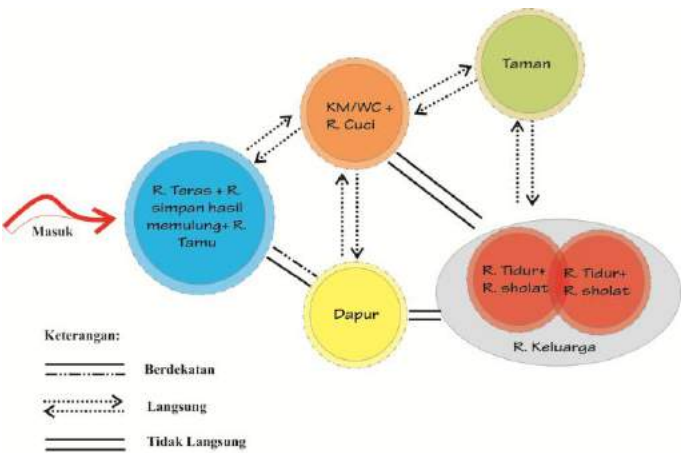 Taman
KM/WC +
R. Cuci
R. Teras + R.
simpan hasil
memulung+ R.
Tamu
Masuk
R. Tidur+
R. sholat
R. Tidur+
R. sholat
Dapur
R. Keluarga
Keterangan:
Berdekatan
Langsung
Tidak Langsung